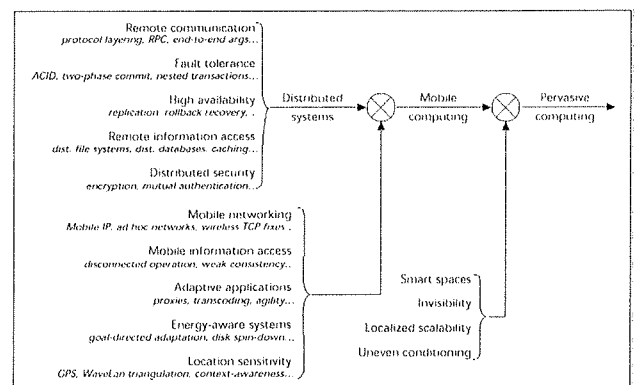 Remote communication
protocol layering, RPC, end-to-end args...
Fault tolerance
ACID, two-phase commit, nested transactions...
High availability
replication, rollback recovery, . .
Remote information access
dist. file systems, dist. databases, caching...
Distributed security
encryption, mutual authentication...
Distributed
systems
Mobile
computing
Pervasive
computing
Mobile networking
Mobile IP, ad hoc networks, wireless TCP fixes . .
Mobile information access
disconnected operation, weak consistency. .
Adaptive applications
proxies, transcoding, agility...
Energy-aware systems
goal-directed adaptation, disk spin-down...
Location sensitivity
GPS, WaveLan triangulation, context-awareness...
Smart spaces
Invisibility
Localized scalability
Uneven conditioning